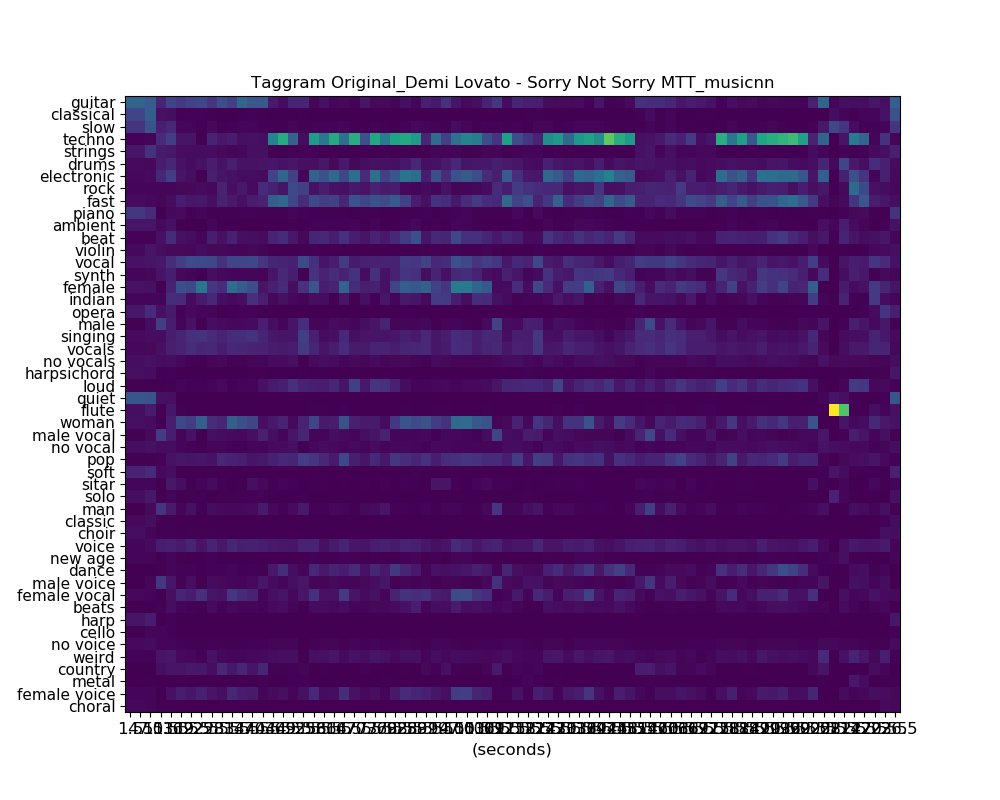 Taggram Original_Demi Lovato - Sorry Not Sorry MTT_musicnn
guitar
classical
slow
techno
strings
drums
electronic
rock
fast
piano
ambient
beat
violin
vocal
synth
female
indian
opera
male
singing
vocals
no vocals
harpsichord
loud
quiet
flute
woman
male vocal
no vocal
pop
soft
sitar
solo
man
classic
choir
voice
new age
dance
male voice
female vocal
beats
harp
cello
no voice
weird
country
metal
female voice
choral
(seconds)